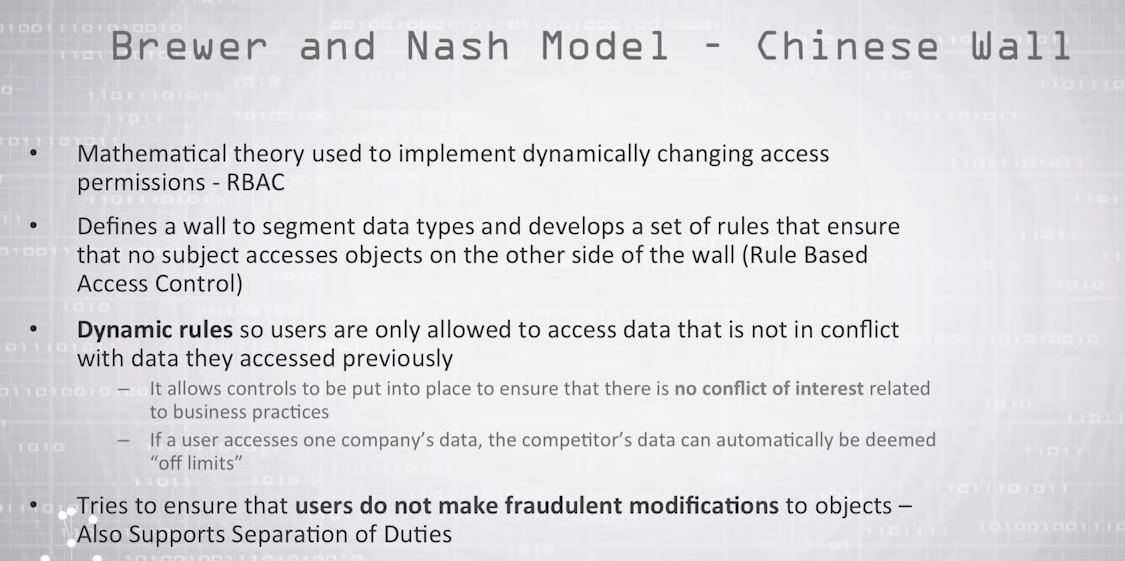 Brewer and Nash Model - Chinese Wall
• Mathematical theory used to implement dynamically changing access
permissions - RBAC
• Defines a wall to segment data types and develops a set of rules that ensure
that no subject accesses objects on the other side of the wall (Rule Based
Access Control)
• Dynamic rules so users are only allowed to access data that is not in conflict
with data they accessed previously
– It allows controls to be put into place to ensure that there is no conflict of interest related
to business practices
– If a user accesses one company’s data, the competitor’s data can automatically be deemed
“off limits”
• Tries to ensure that users do not make fraudulent modifications to objects –
Also Supports Separation of Duties